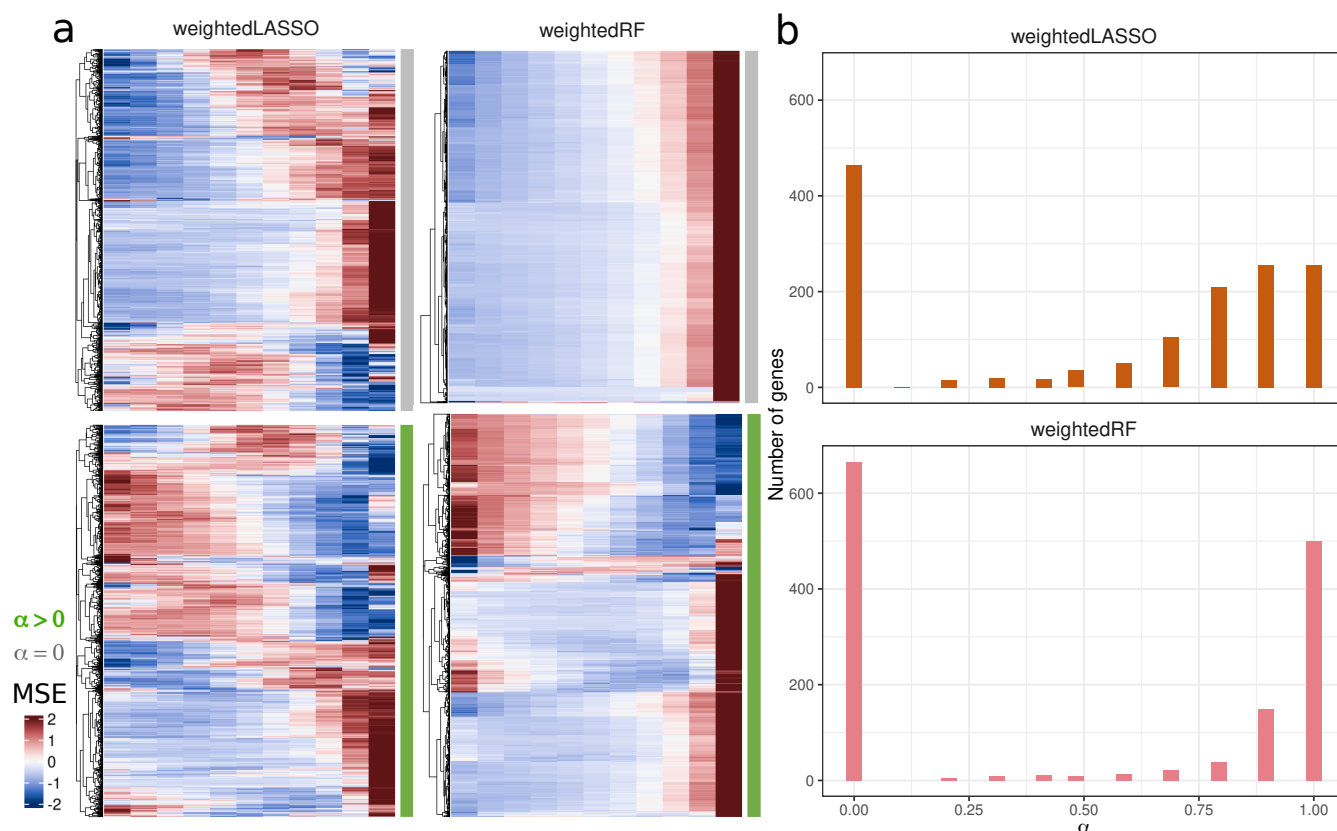 a
weightedLASSO
weightedRF
α > 0
α = 0
MSE
2
1
0
-1
-2
b
weightedLASSO
Number of genes
600
400
200
0
weightedRF
600
400
200
0
0.00
0.25
0.50
0.75
1.00
α